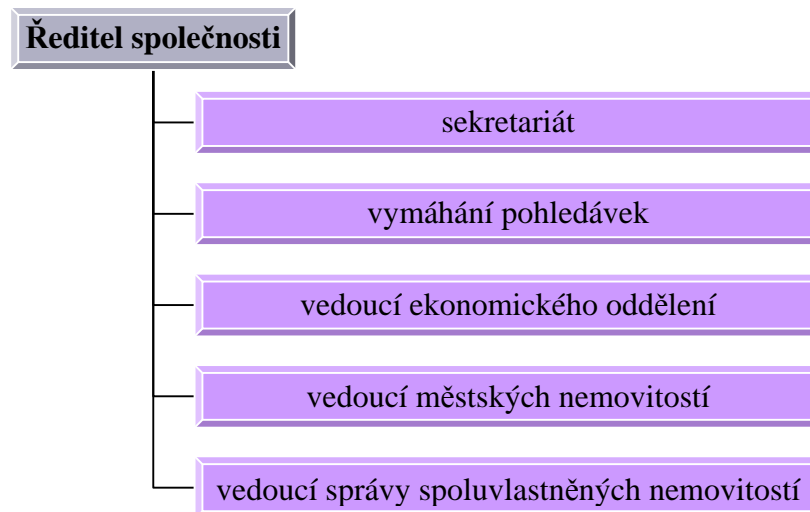 Ředitel společnosti
sekretariát
vymáhání pohledávek
vedoucí ekonomického oddělení
vedoucí městských nemovitostí
vedoucí správy spoluvlastněných nemovitostí